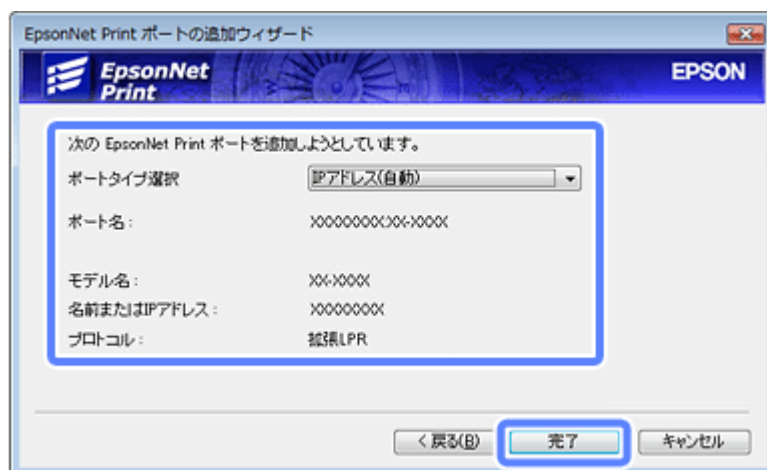 EpsonNet Print ポートの追加ウィザード
EpsonNet
Print
EPSON
次の EpsonNet Print ポートを追加しようとしています。
ポートタイプ選択 IPアドレス(自動)
ポート名 : XXXXXXXX:XX-XXXX
モデル名 : XX-XXXX
名前またはIPアドレス : XXXXXXXX
プロトコル : 拡張LPR
< 戻る(B) 完了 キャンセル